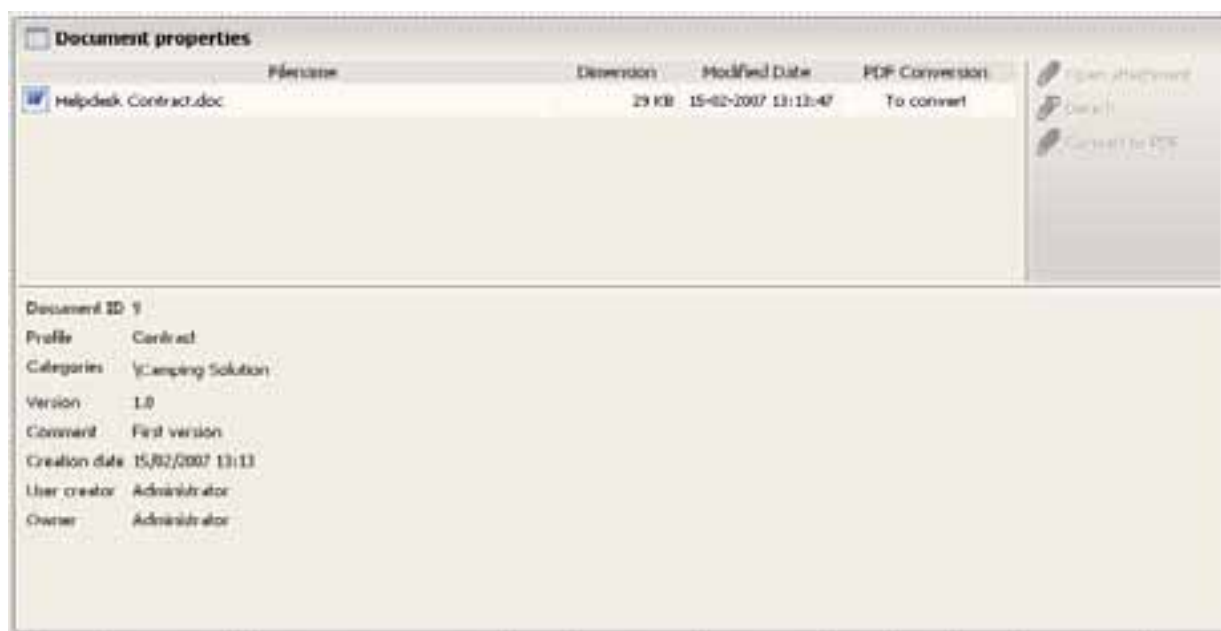 Document properties
Filename Dimension Modified Date PDF Conversion
Helpdesk Contract.doc 29 KB 15-02-2007 13:13:47 To convert
Open attachment
Detach
Convert to PDF
Document ID 9
Profile Contract
Categories \Camping Solution
Version 1.0
Comment First version
Creation date 15/02/2007 13:13
User creator Administrator
Owner Administrator